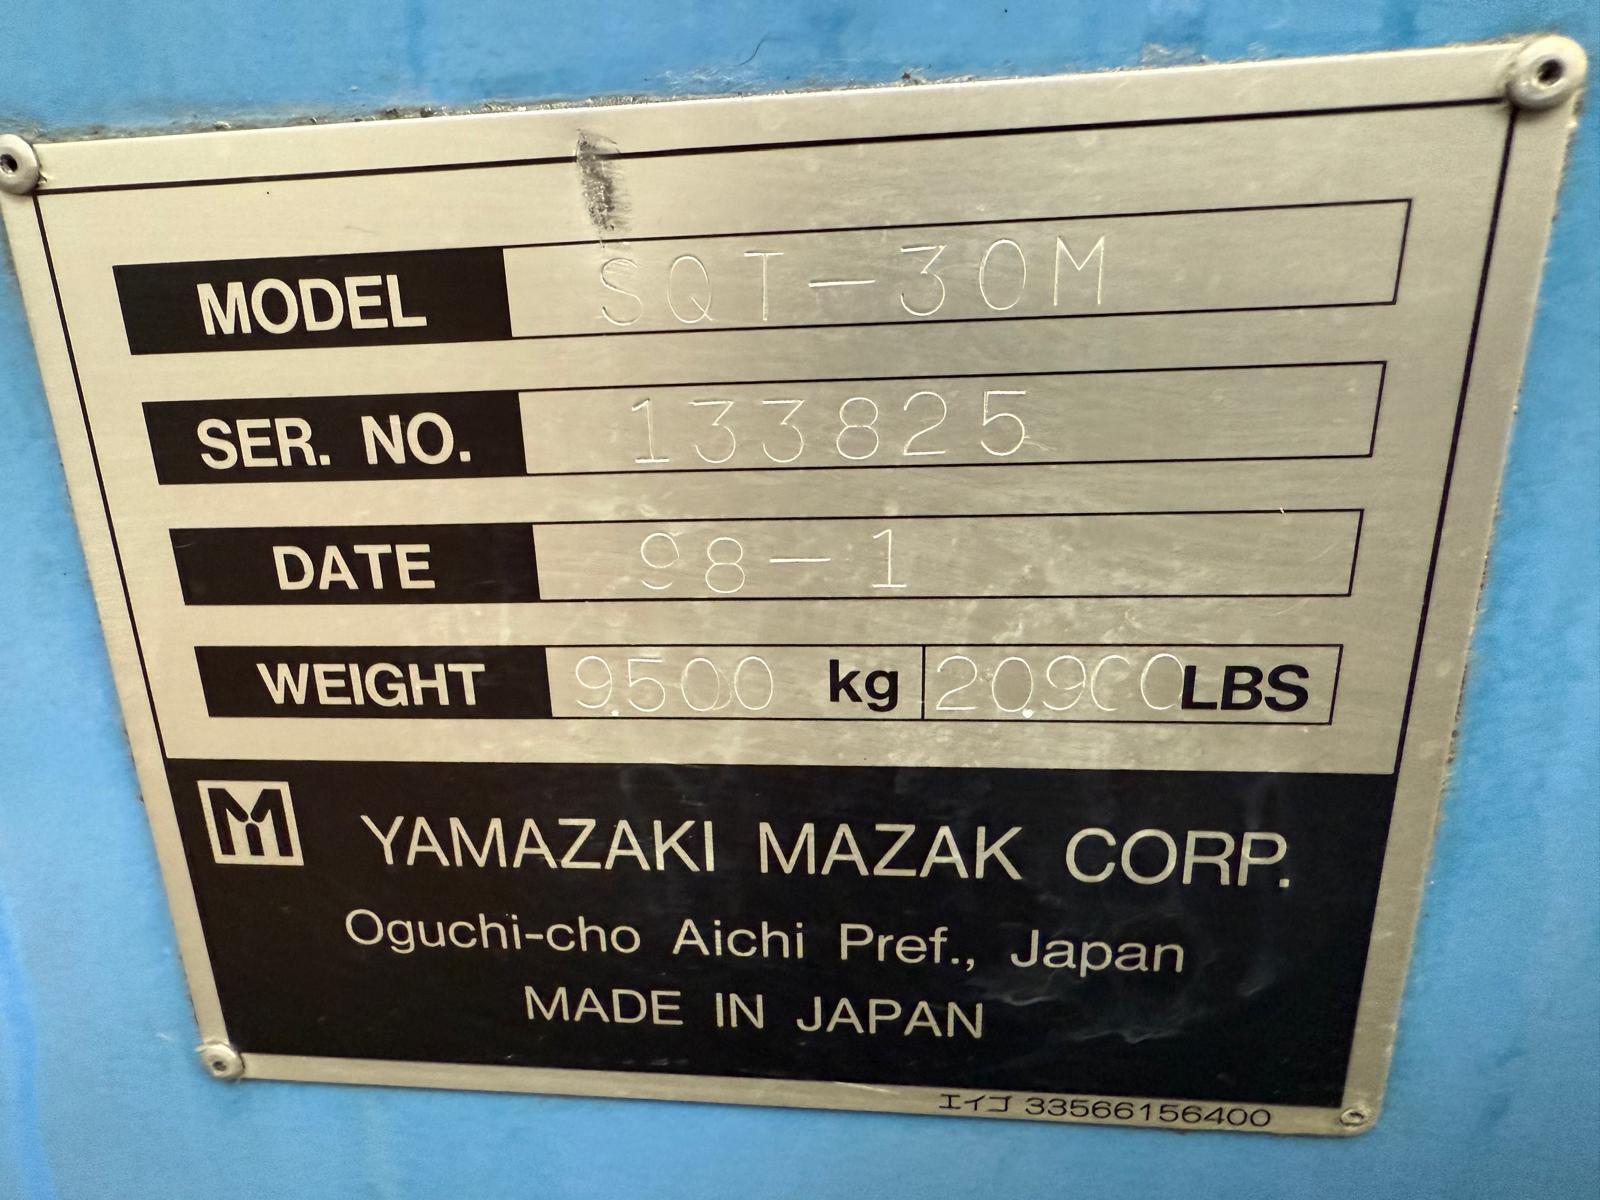 MODEL SQT-30M
SER. NO. 133825
DATE 98-1
WEIGHT 9500 kg 20900 LBS
M YAMAZAKI MAZAK CORP.
Oguchi-cho Aichi Pref., Japan
MADE IN JAPAN
エイゴ 33566156400